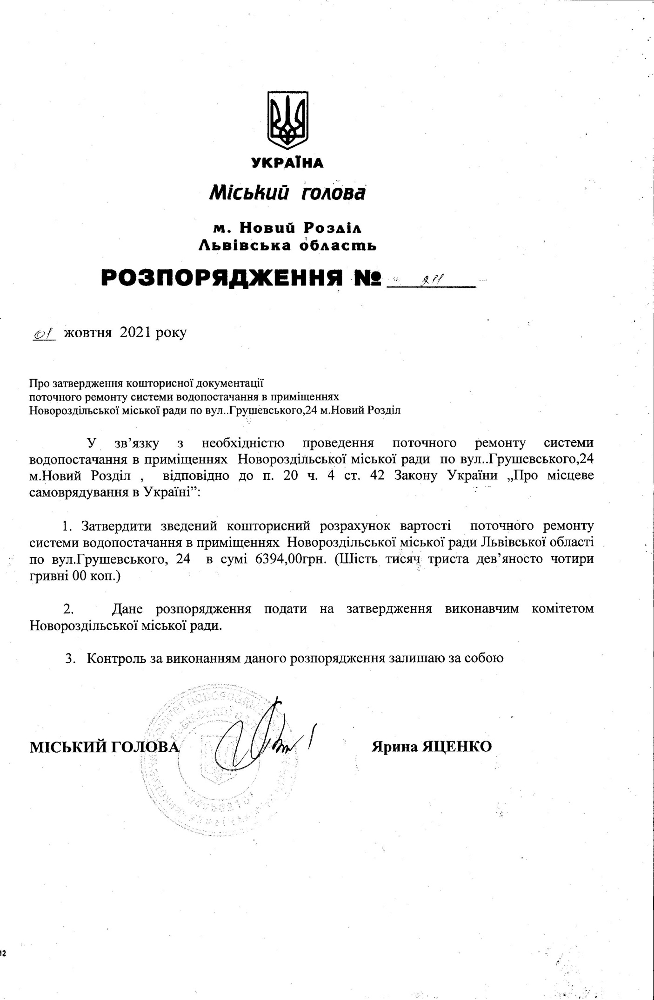 УКРАЇНА
Міський голова
м. Новий Розділ
Львівська область
РОЗПОРЯДЖЕННЯ № 211
01 жовтня 2021 року
Про затвердження кошторисної документації
поточного ремонту системи водопостачання в приміщеннях
Новороздільської міської ради по вул..Грушевського,24 м.Новий Розділ
У зв’язку з необхідністю проведення поточного ремонту системи
водопостачання в приміщеннях Новороздільської міської ради по вул..Грушевського,24
м.Новий Розділ , відповідно до п. 20 ч. 4 ст. 42 Закону України „Про місцеве
самоврядування в Україні”:
1. Затвердити зведений кошторисний розрахунок вартості поточного ремонту
системи водопостачання в приміщеннях Новороздільської міської ради Львівської області
по вул.Грушевського, 24 в сумі 6394,00грн. (Шість тисяч триста дев’яносто чотири
гривні 00 коп.)
2. Дане розпорядження подати на затвердження виконавчим комітетом
Новороздільської міської ради.
3. Контроль за виконанням даного розпорядження залишаю за собою
МІСЬКИЙ ГОЛОВА Ярина ЯЦЕНКО
12